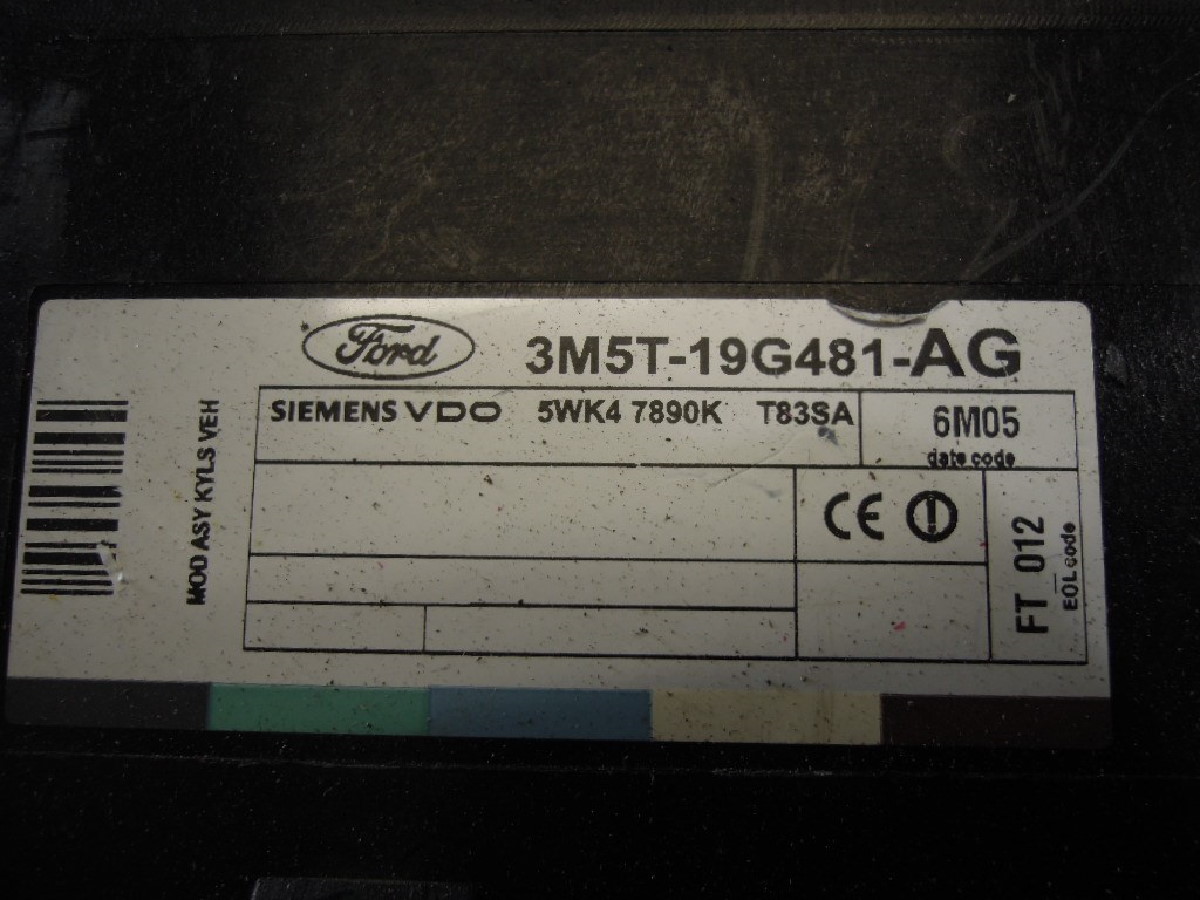 Ford 3M5T-19G481-AG
SIEMENS VDO 5WK4 7890K T83SA
6M05
date code
MOD ASY KYLS VEH
CE
FT 012
EOL code